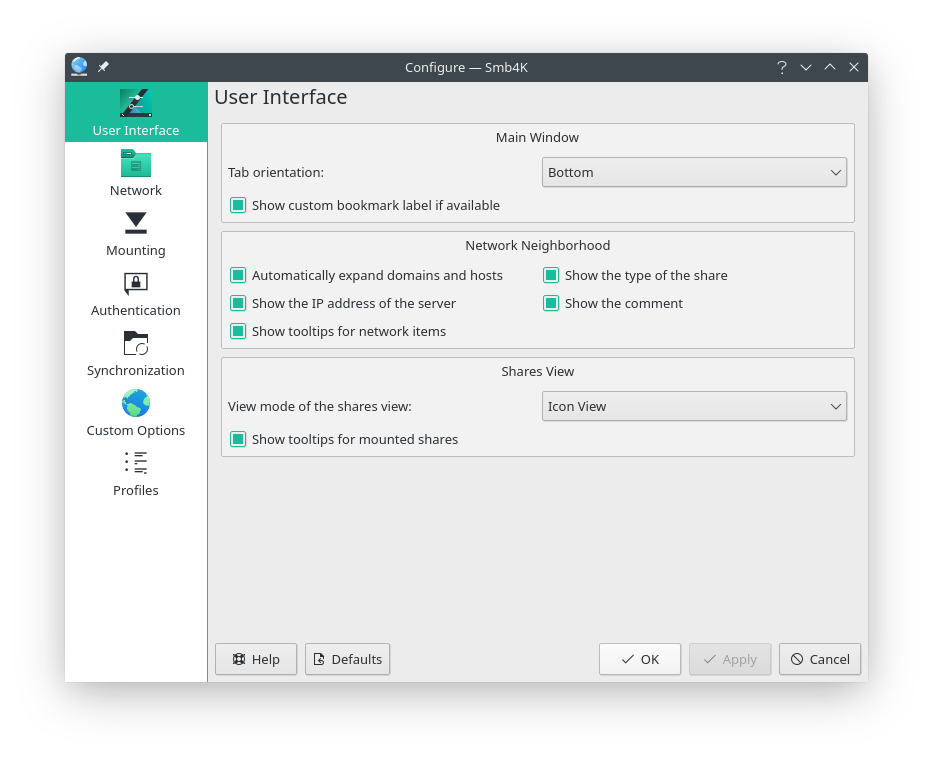 Configure — Smb4K
User Interface
User Interface
Network
Mounting
Authentication
Synchronization
Custom Options
Profiles
Main Window
Tab orientation: Bottom
Show custom bookmark label if available
Network Neighborhood
Automatically expand domains and hosts Show the type of the share
Show the IP address of the server Show the comment
Show tooltips for network items
Shares View
View mode of the shares view: Icon View
Show tooltips for mounted shares
Help Defaults OK Apply Cancel